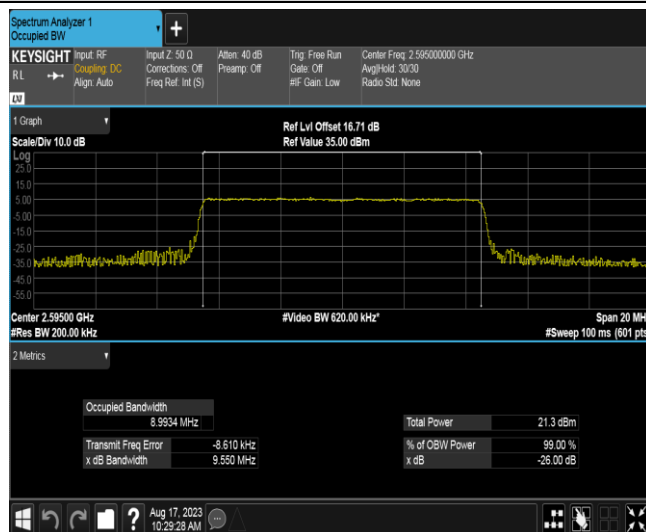 Spectrum Analyzer 1
Occupied BW
KEYSIGHT
RL
Input: RF
Coupling: DC
Align: Auto
Input Z: 50 Ω
Corrections: Off
Freq Ref: Int (S)
Atten: 40 dB
Preamp: Off
Trig: Free Run
Gate: Off
#IF Gain: Low
Center Freq: 2.595000000 GHz
Avg|Hold: 30/30
Radio Std: None
LXI
1 Graph
Scale/Div 10.0 dB
Ref Lvl Offset 16.71 dB
Ref Value 35.00 dBm
Log
25.0
15.0
5.00
-5.00
-15.0
-25.0
-35.0
-45.0
-55.0
Center 2.59500 GHz
#Res BW 200.00 kHz
#Video BW 620.00 kHz*
Span 20 MH
#Sweep 100 ms (601 pts
2 Metrics
Occupied Bandwidth
8.9934 MHz
Transmit Freq Error -8.610 kHz
x dB Bandwidth 9.550 MHz
Total Power 21.3 dBm
% of OBW Power 99.00 %
x dB -26.00 dB
?
Aug 17, 2023
10:29:28 AM